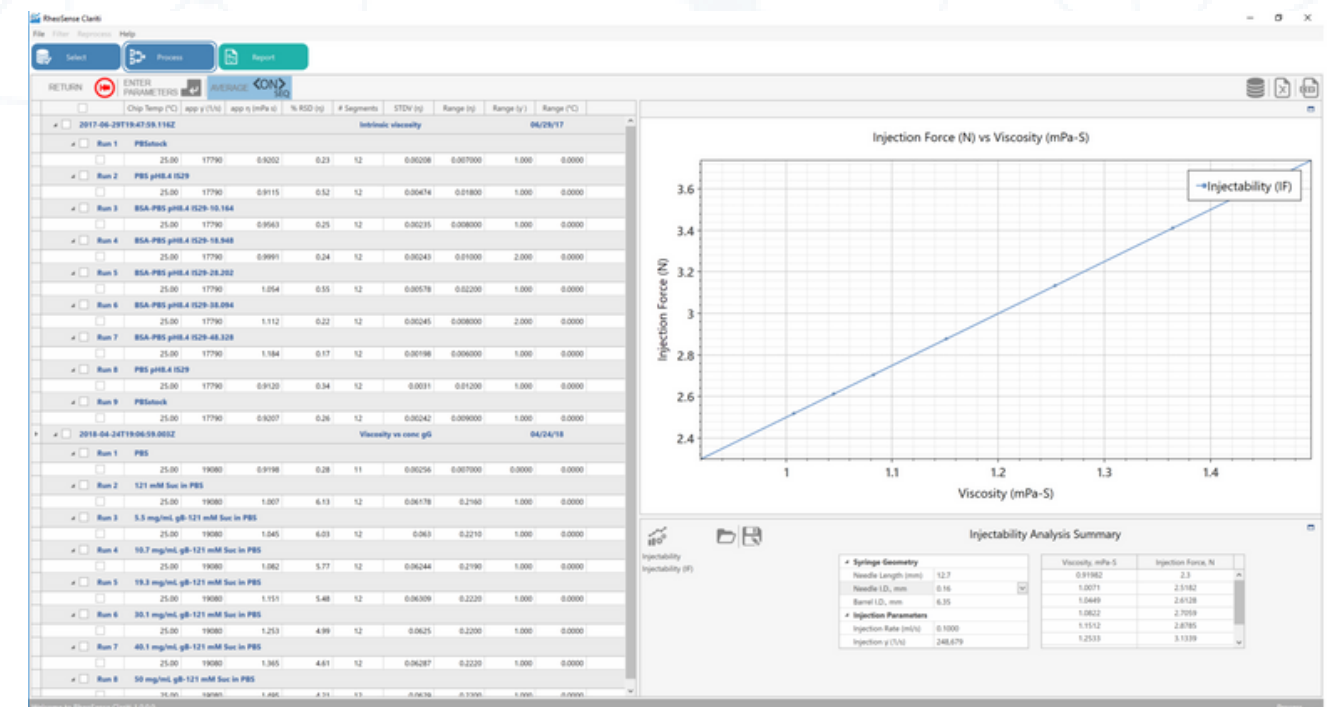 RheoSense Clariti
File Filter Reprocess Help
Select Process Report
RETURN ENTER PARAMETERS AVERAGE <ON> SEQ
Chip Temp (°C) app γ (1/s) app η (mPa s) % RSD (η) # Segments STDV (η) Range (η) Range (γ) Range (°C)
2017-06-29T19:47:59.116Z Intrinsic viscosity 06/29/17
Run 1 PBSstock
25.00 17790 0.9202 0.23 12 0.00208 0.007000 1.000 0.0000
Run 2 PBS pH8.4 IS29
25.00 17790 0.9115 0.52 12 0.00474 0.01800 1.000 0.0000
Run 3 BSA-PBS pH8.4 IS29-10.164
25.00 17790 0.9563 0.25 12 0.00235 0.008000 1.000 0.0000
Run 4 BSA-PBS pH8.4 IS29-18.948
25.00 17790 0.9991 0.24 12 0.00243 0.01000 2.000 0.0000
Run 5 BSA-PBS pH8.4 IS29-28.202
25.00 17790 1.054 0.55 12 0.00578 0.02200 1.000 0.0000
Run 6 BSA-PBS pH8.4 IS29-38.094
25.00 17790 1.112 0.22 12 0.00245 0.008000 2.000 0.0000
Run 7 BSA-PBS pH8.4 IS29-48.328
25.00 17790 1.184 0.17 12 0.00198 0.006000 1.000 0.0000
Run 8 PBS pH8.4 IS29
25.00 17790 0.9120 0.34 12 0.0031 0.01200 1.000 0.0000
Run 9 PBSstock
25.00 17790 0.9207 0.26 12 0.00242 0.009000 1.000 0.0000
2018-04-24T19:06:59.003Z Viscosity vs conc gG 04/24/18
Run 1 PBS
25.00 19080 0.9198 0.28 11 0.00256 0.007000 0.0000 0.0000
Run 2 121 mM Suc in PBS
25.00 19080 1.007 6.13 12 0.06178 0.2160 1.000 0.0000
Run 3 5.5 mg/mL gB-121 mM Suc in PBS
25.00 19080 1.045 6.03 12 0.063 0.2210 1.000 0.0000
Run 4 10.7 mg/mL gB-121 mM Suc in PBS
25.00 19080 1.082 5.77 12 0.06244 0.2190 1.000 0.0000
Run 5 19.3 mg/mL gB-121 mM Suc in PBS
25.00 19080 1.151 5.48 12 0.06309 0.2220 1.000 0.0000
Run 6 30.1 mg/mL gB-121 mM Suc in PBS
25.00 19080 1.253 4.99 12 0.0625 0.2200 1.000 0.0000
Run 7 40.1 mg/mL gB-121 mM Suc in PBS
25.00 19080 1.365 4.61 12 0.06287 0.2220 1.000 0.0000
Run 8 50 mg/mL gB-121 mM Suc in PBS
25.00 19080 1.495 4.21 12 1.000 0.0000
Injection Force (N) vs Viscosity (mPa-S)
Injectability (IF)
Injection Force (N)
3.6
3.4
3.2
3
2.8
2.6
2.4
1 1.1 1.2 1.3 1.4
Viscosity (mPa-S)
Injectability Analysis Summary
Injectability
Injectability (IF)
Syringe Geometry
Needle Length (mm) 12.7
Needle I.D., mm 0.16
Barrel I.D., mm 6.35
Injection Parameters
Injection Rate (ml/s) 0.1000
Injection γ (1/s) 248,679
Viscosity, mPa-S Injection Force, N
0.91982 2.3
1.0071 2.5182
1.0449 2.6128
1.0822 2.7059
1.1512 2.8785
1.2533 3.1339